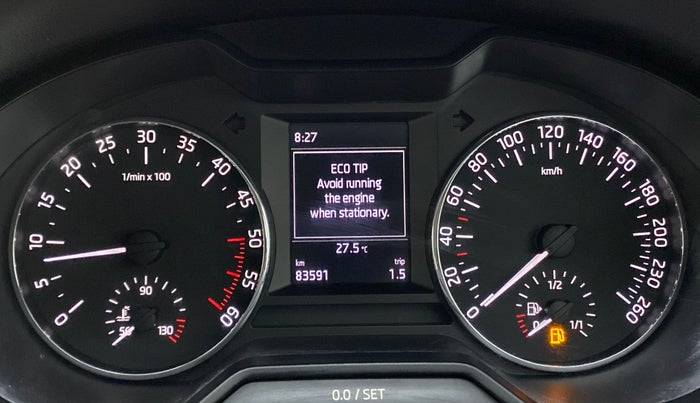 8:27
ECO TIP
Avoid running
the engine
when stationary.
27.5 °C
km trip
83591 1.5
0 5 10 15 20 25 30 35 40 45 50 55 60
1/min x 100
50 90 130
0 20 40 60 80 100 120 140 160 180 200 230 260
km/h
0 1/2 1/1
0.0 / SET